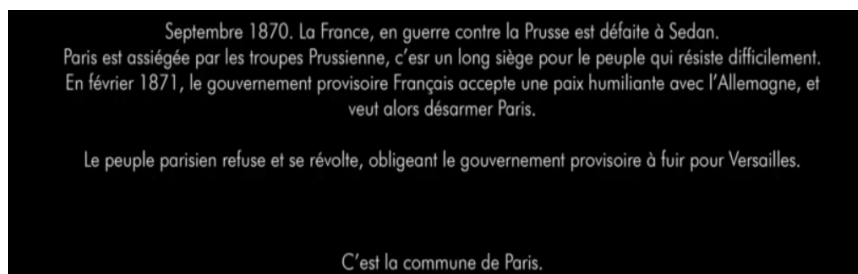 Septembre 1870. La France, en guerre contre la Prusse est défaite à Sedan.
Paris est assiégée par les troupes Prussienne, c'esr un long siège pour le peuple qui résiste difficilement.
En février 1871, le gouvernement provisoire Français accepte une paix humiliante avec l'Allemagne, et
veut alors désarmer Paris.
Le peuple parisien refuse et se révolte, obligeant le gouvernement provisoire à fuir pour Versailles.
C'est la commune de Paris.